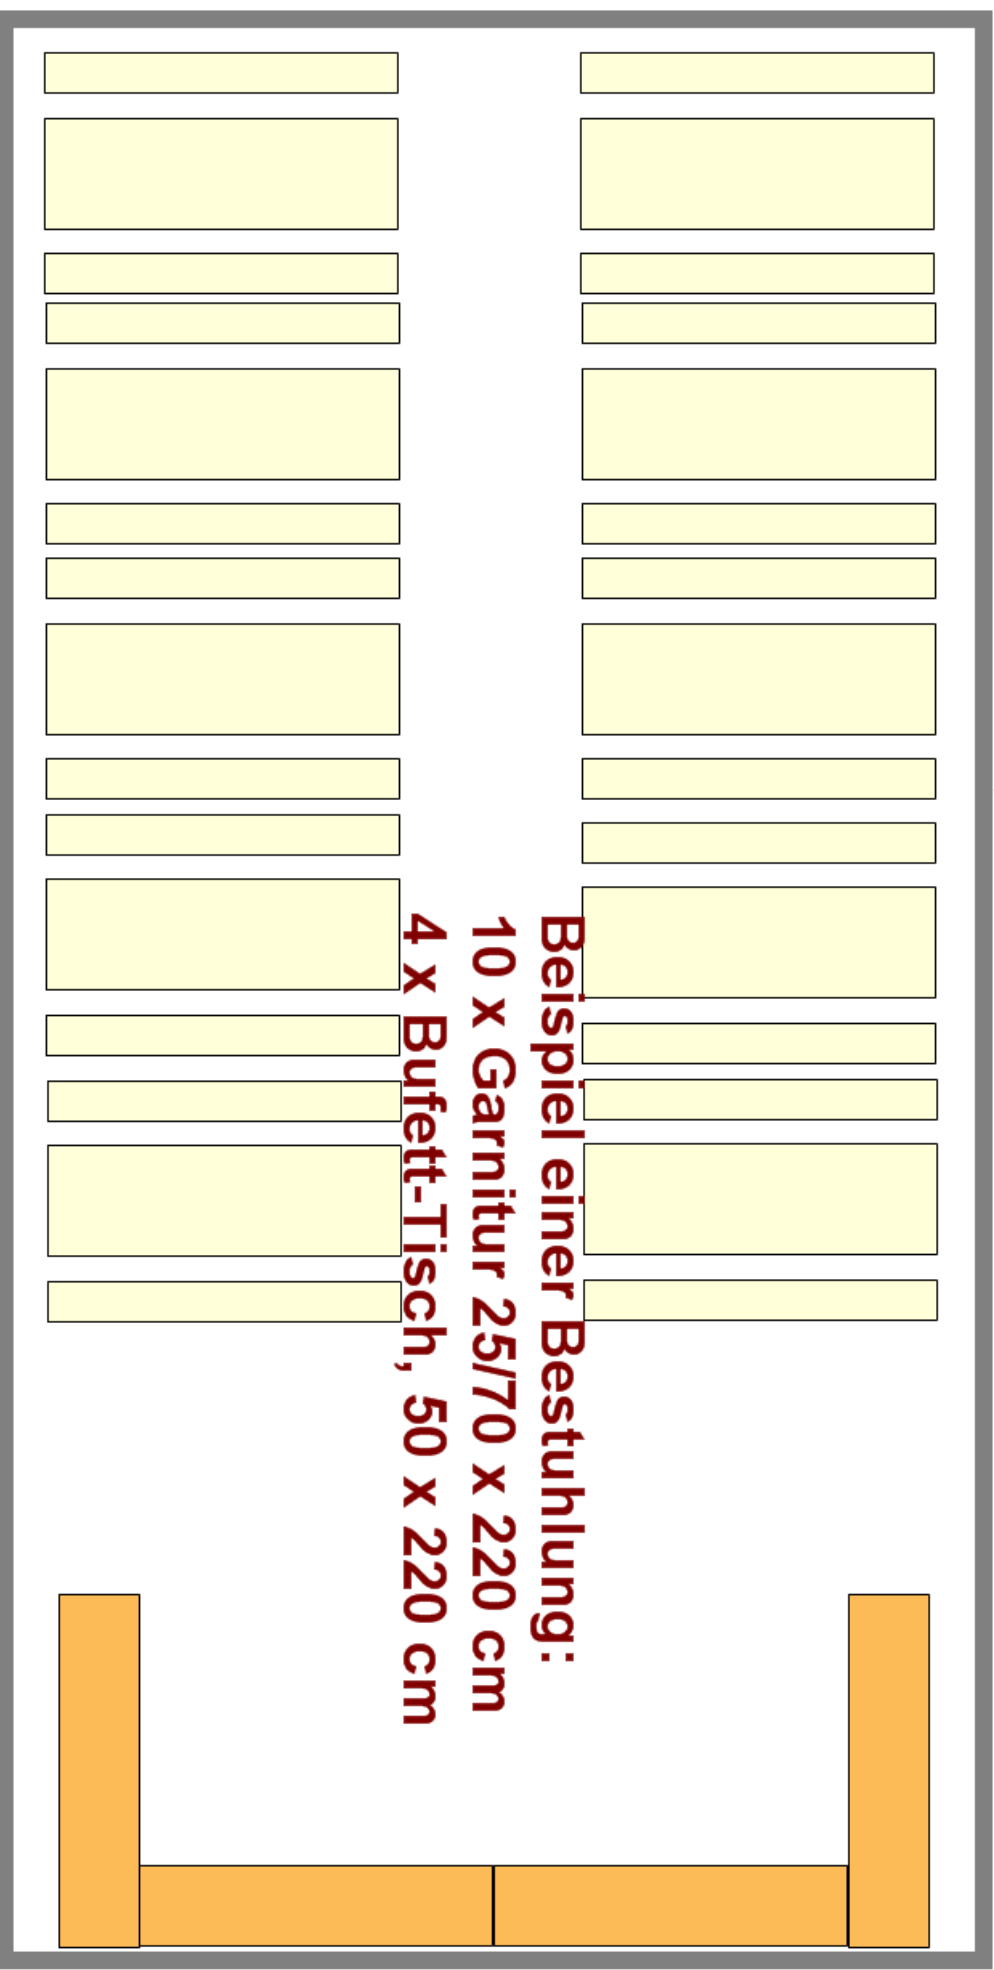 Beispiel einer Bestuhlung:
10 x Garnitur 25/70 x 220 cm
4 x Bufett-Tisch, 50 x 220 cm